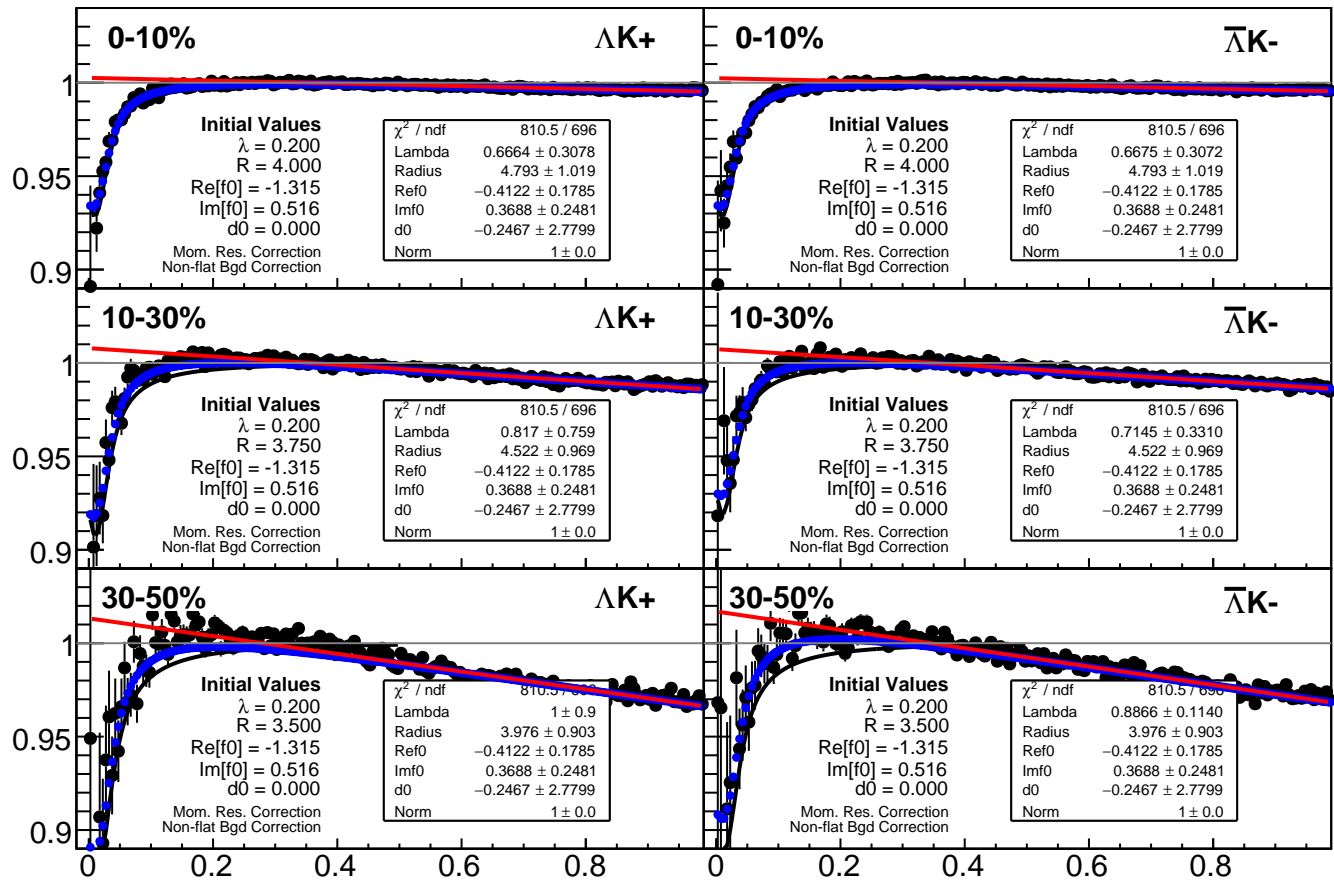 0-10% ΛK+
1
0.95
0.9
Initial Values
λ = 0.200
R = 4.000
Re[f0] = -1.315
Im[f0] = 0.516
d0 = 0.000
Mom. Res. Correction
Non-flat Bgd Correction
χ² / ndf 810.5 / 696
Lambda 0.6664 ± 0.3078
Radius 4.793 ± 1.019
Ref0 −0.4122 ± 0.1785
Imf0 0.3688 ± 0.2481
d0 −0.2467 ± 2.7799
Norm 1 ± 0.0
0-10% Λ̅K-
Initial Values
λ = 0.200
R = 4.000
Re[f0] = -1.315
Im[f0] = 0.516
d0 = 0.000
Mom. Res. Correction
Non-flat Bgd Correction
χ² / ndf 810.5 / 696
Lambda 0.6675 ± 0.3072
Radius 4.793 ± 1.019
Ref0 −0.4122 ± 0.1785
Imf0 0.3688 ± 0.2481
d0 −0.2467 ± 2.7799
Norm 1 ± 0.0
10-30% ΛK+
1
0.95
0.9
Initial Values
λ = 0.200
R = 3.750
Re[f0] = -1.315
Im[f0] = 0.516
d0 = 0.000
Mom. Res. Correction
Non-flat Bgd Correction
χ² / ndf 810.5 / 696
Lambda 0.817 ± 0.759
Radius 4.522 ± 0.969
Ref0 −0.4122 ± 0.1785
Imf0 0.3688 ± 0.2481
d0 −0.2467 ± 2.7799
Norm 1 ± 0.0
10-30% Λ̅K-
Initial Values
λ = 0.200
R = 3.750
Re[f0] = -1.315
Im[f0] = 0.516
d0 = 0.000
Mom. Res. Correction
Non-flat Bgd Correction
χ² / ndf 810.5 / 696
Lambda 0.7145 ± 0.3310
Radius 4.522 ± 0.969
Ref0 −0.4122 ± 0.1785
Imf0 0.3688 ± 0.2481
d0 −0.2467 ± 2.7799
Norm 1 ± 0.0
30-50% ΛK+
1
0.95
0.9
Initial Values
λ = 0.200
R = 3.500
Re[f0] = -1.315
Im[f0] = 0.516
d0 = 0.000
Mom. Res. Correction
Non-flat Bgd Correction
χ² / ndf 810.5
Lambda 1 ± 0.9
Radius 3.976 ± 0.903
Ref0 −0.4122 ± 0.1785
Imf0 0.3688 ± 0.2481
d0 −0.2467 ± 2.7799
Norm 1 ± 0.0
30-50% Λ̅K-
Initial Values
λ = 0.200
R = 3.500
Re[f0] = -1.315
Im[f0] = 0.516
d0 = 0.000
Mom. Res. Correction
Non-flat Bgd Correction
χ² / ndf 810.5 / 696
Lambda 0.8866 ± 0.1140
Radius 3.976 ± 0.903
Ref0 −0.4122 ± 0.1785
Imf0 0.3688 ± 0.2481
d0 −0.2467 ± 2.7799
Norm 1 ± 0.0
0 0.2 0.4 0.6 0.8 0 0.2 0.4 0.6 0.8